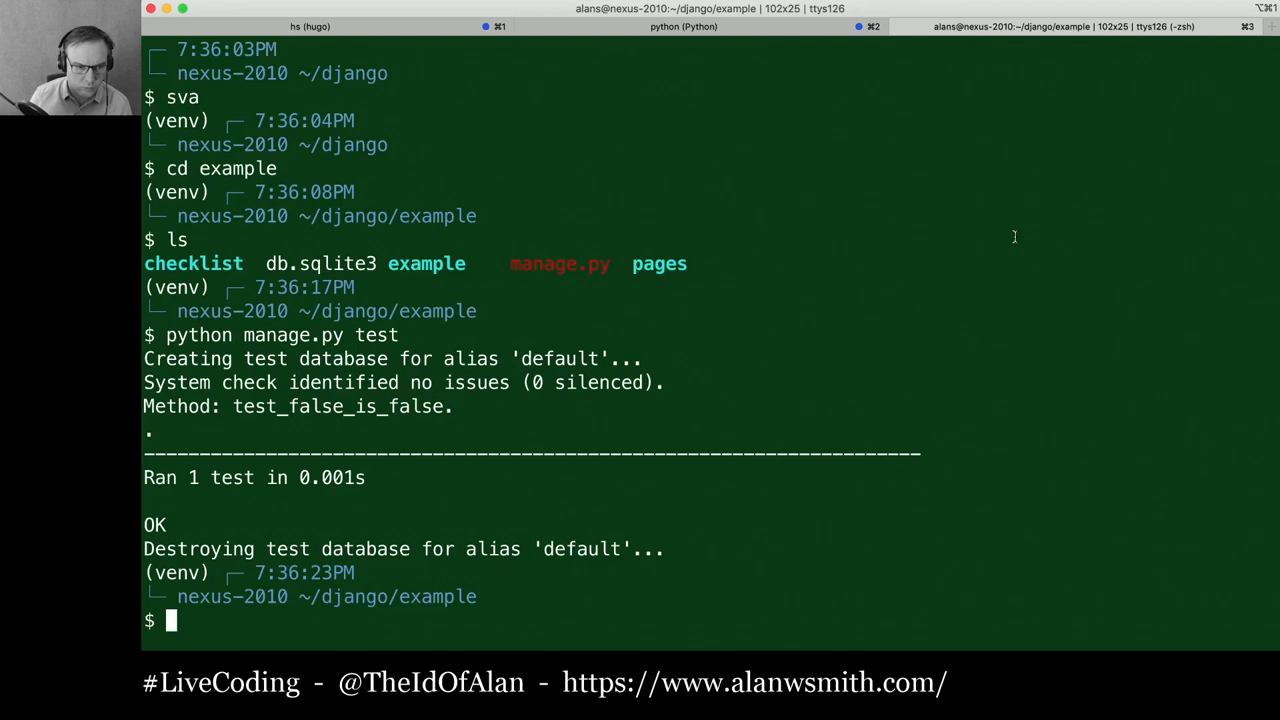 alans@nexus-2010:~/django/example | 102x25 | ttys126
⌥⌘1
hs (hugo) ⌘1 python (Python) ⌘2 alans@nexus-2010:~/django/example | 102x25 | ttys126 (-zsh) ⌘3 +
┌─ 7:36:03PM
└─ nexus-2010 ~/django
$ sva
(venv) ┌─ 7:36:04PM
└─ nexus-2010 ~/django
$ cd example
(venv) ┌─ 7:36:08PM
└─ nexus-2010 ~/django/example
$ ls
checklist db.sqlite3 example manage.py pages
(venv) ┌─ 7:36:17PM
└─ nexus-2010 ~/django/example
$ python manage.py test
Creating test database for alias 'default'...
System check identified no issues (0 silenced).
Method: test_false_is_false.
.
----------------------------------------------------------------------
Ran 1 test in 0.001s
OK
Destroying test database for alias 'default'...
(venv) ┌─ 7:36:23PM
└─ nexus-2010 ~/django/example
$
#LiveCoding - @TheIdOfAlan - https://www.alanwsmith.com/